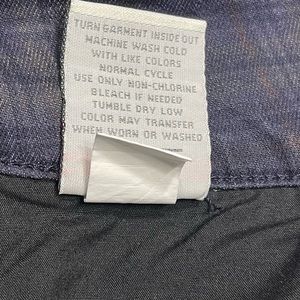 TURN GARMENT INSIDE OUT
MACHINE WASH COLD
WITH LIKE COLORS
NORMAL CYCLE
USE ONLY NON-CHLORINE
BLEACH IF NEEDED
TUMBLE DRY LOW
COLOR MAY TRANSFER
WHEN WORN OR WASHED